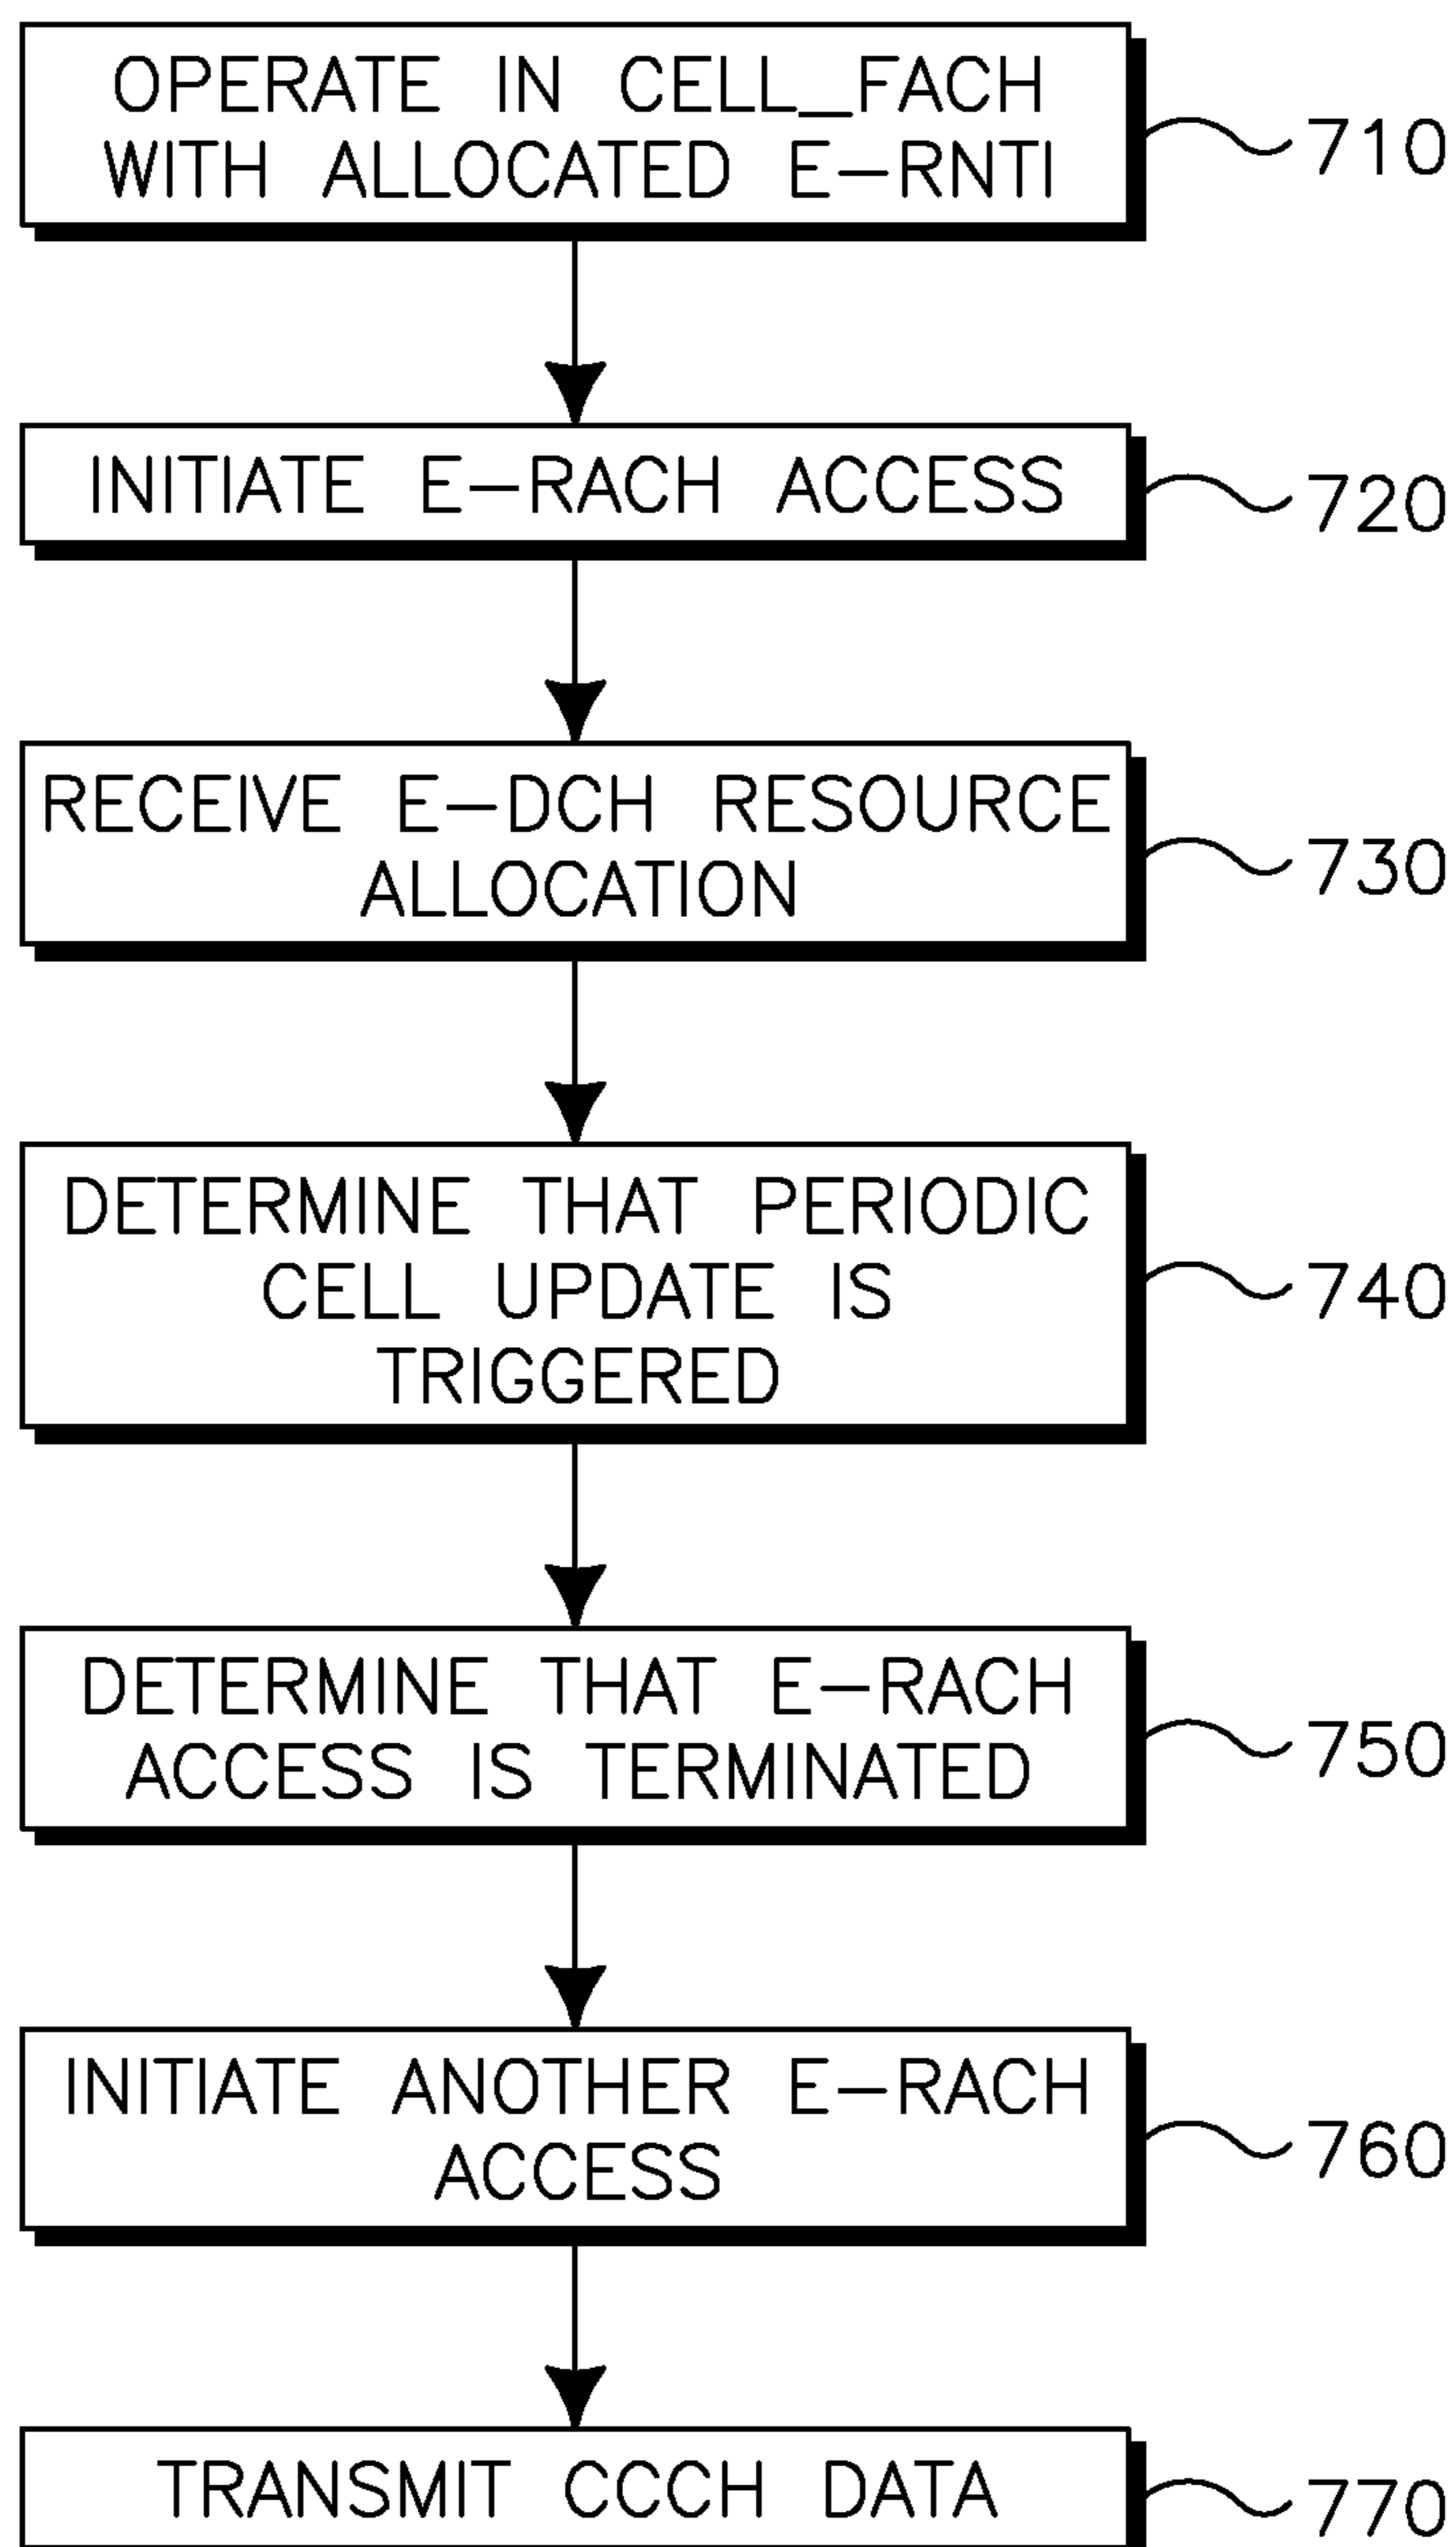 OPERATE IN CELL_FACH
WITH ALLOCATED E-RNTI
710
INITIATE E-RACH ACCESS
720
RECEIVE E-DCH RESOURCE
ALLOCATION
730
DETERMINE THAT PERIODIC
CELL UPDATE IS
TRIGGERED
740
DETERMINE THAT E-RACH
ACCESS IS TERMINATED
750
INITIATE ANOTHER E-RACH
ACCESS
760
TRANSMIT CCCH DATA
770